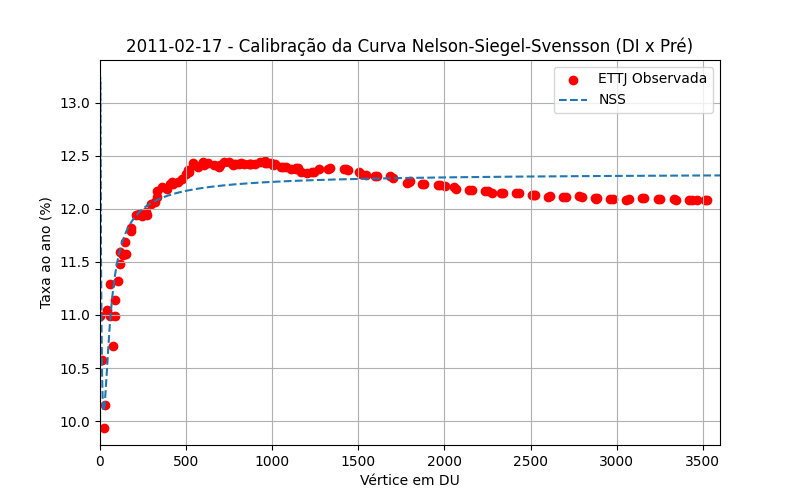 2011-02-17 - Calibração da Curva Nelson-Siegel-Svensson (DI x Pré)
ETTJ Observada
NSS
Taxa ao ano (%)
13.0
12.5
12.0
11.5
11.0
10.5
10.0
0 500 1000 1500 2000 2500 3000 3500
Vértice em DU